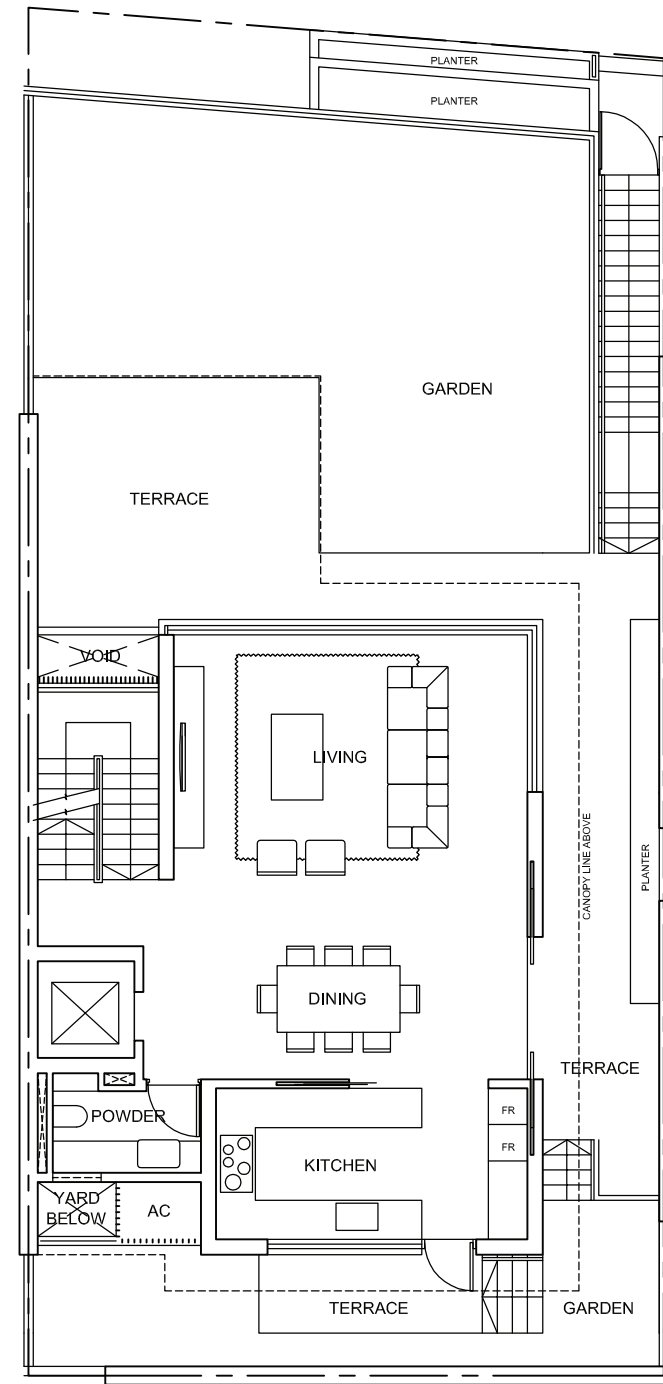 PLANTER
PLANTER
GARDEN
TERRACE
VOID
LIVING
CANOPY LINE ABOVE
PLANTER
DINING
TERRACE
POWDER
FR
FR
KITCHEN
YARD
BELOW
AC
TERRACE
GARDEN